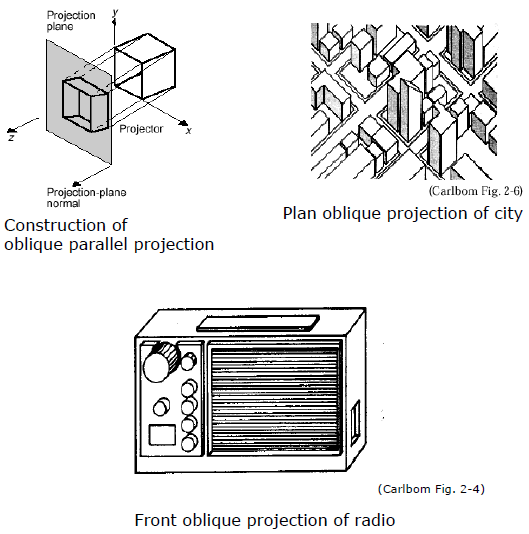 Projection
plane
y
Projector
x
z
Projection-plane
normal
Construction of
oblique parallel projection
(Carlbom Fig. 2-6)
Plan oblique projection of city
(Carlbom Fig. 2-4)
Front oblique projection of radio